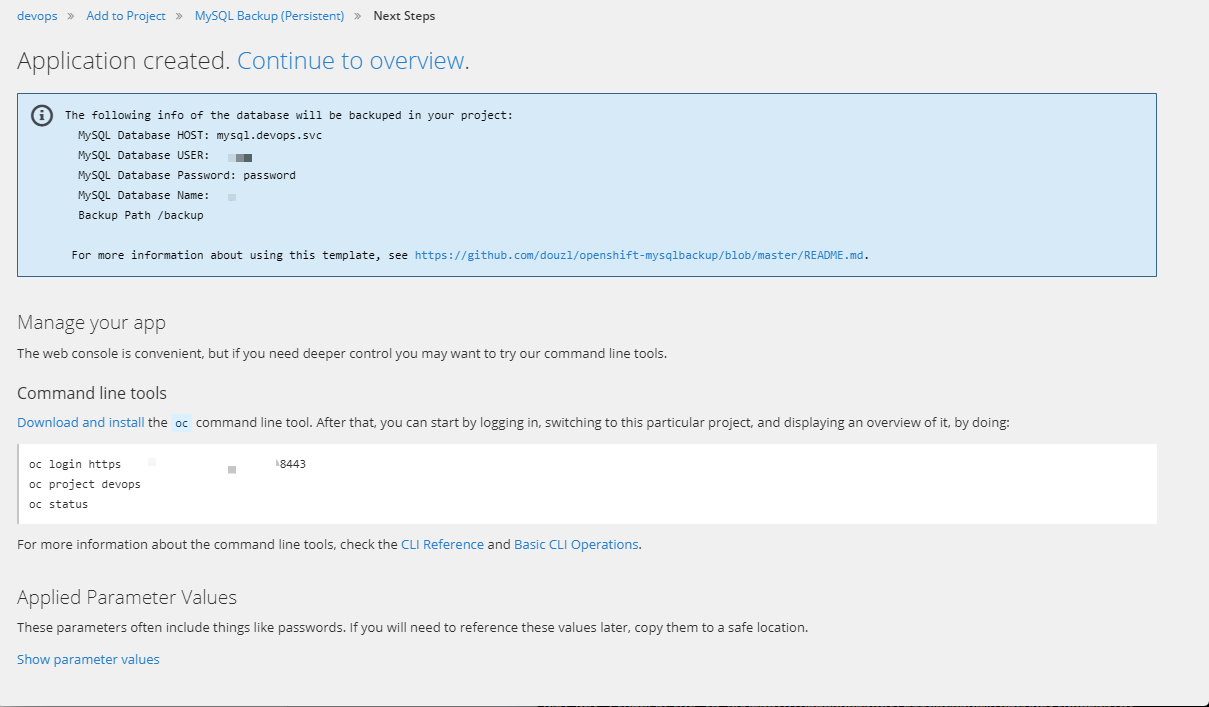 devops » Add to Project » MySQL Backup (Persistent) » Next Steps
Application created. Continue to overview.
The following info of the database will be backuped in your project:
MySQL Database HOST: mysql.devops.svc
MySQL Database USER:
MySQL Database Password: password
MySQL Database Name:
Backup Path /backup
For more information about using this template, see https://github.com/douzl/openshift-mysqlbackup/blob/master/README.md.
Manage your app
The web console is convenient, but if you need deeper control you may want to try our command line tools.
Command line tools
Download and install the oc command line tool. After that, you can start by logging in, switching to this particular project, and displaying an overview of it, by doing:
oc login https 8443
oc project devops
oc status
For more information about the command line tools, check the CLI Reference and Basic CLI Operations.
Applied Parameter Values
These parameters often include things like passwords. If you will need to reference these values later, copy them to a safe location.
Show parameter values